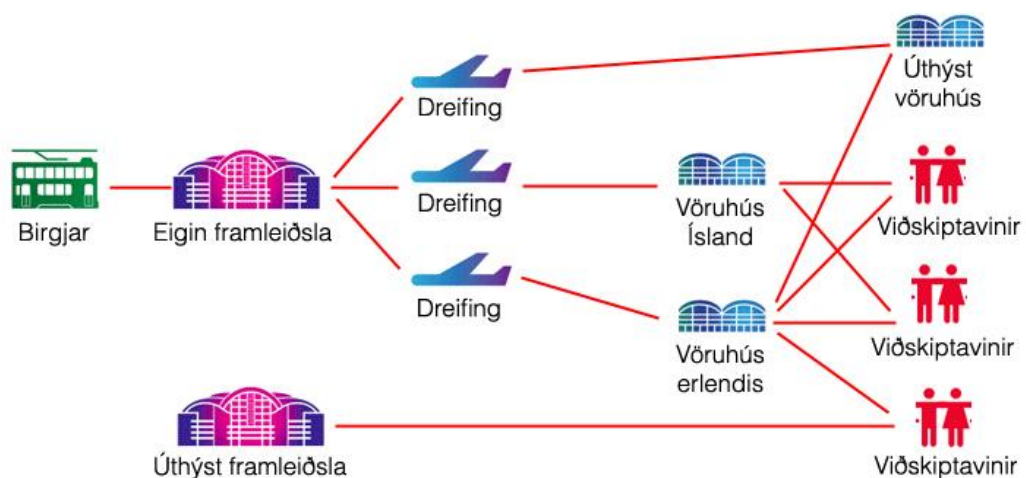 Úthýst
vöruhús
Dreifing
Birgjar
Eigin framleiðsla
Dreifing
Vöruhús
Ísland
Viðskiptavinir
Dreifing
Vöruhús
erlendis
Viðskiptavinir
Úthýst framleiðsla
Viðskiptavinir